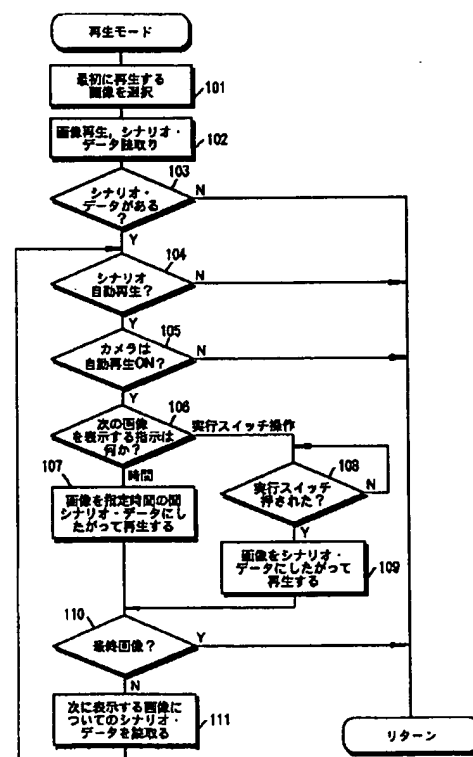 再生モード
最初に再生する
画像を選択
101
画像再生，シナリオ・
データ読取り
102
103
シナリオ・
データがある
?
N
Y
104
シナリオ
自動再生?
N
Y
105
カメラは
自動再生ON?
N
Y
106
次の画像
を表示する指示は
何か?
実行スイッチ操作
時間
107
画像を指定時間の間
シナリオ・データにし
たがって再生する
108
実行スイッチ
押された?
N
Y
画像をシナリオ・
データにしたがって
再生する
109
110
最終画像?
Y
N
次に表示する画像に
ついてのシナリオ・
データを読取る
111
リターン